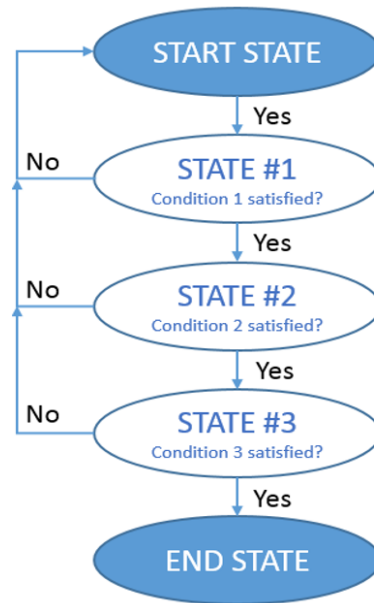 START STATE
Yes
No
STATE #1
Condition 1 satisfied?
Yes
No
STATE #2
Condition 2 satisfied?
Yes
No
STATE #3
Condition 3 satisfied?
Yes
END STATE